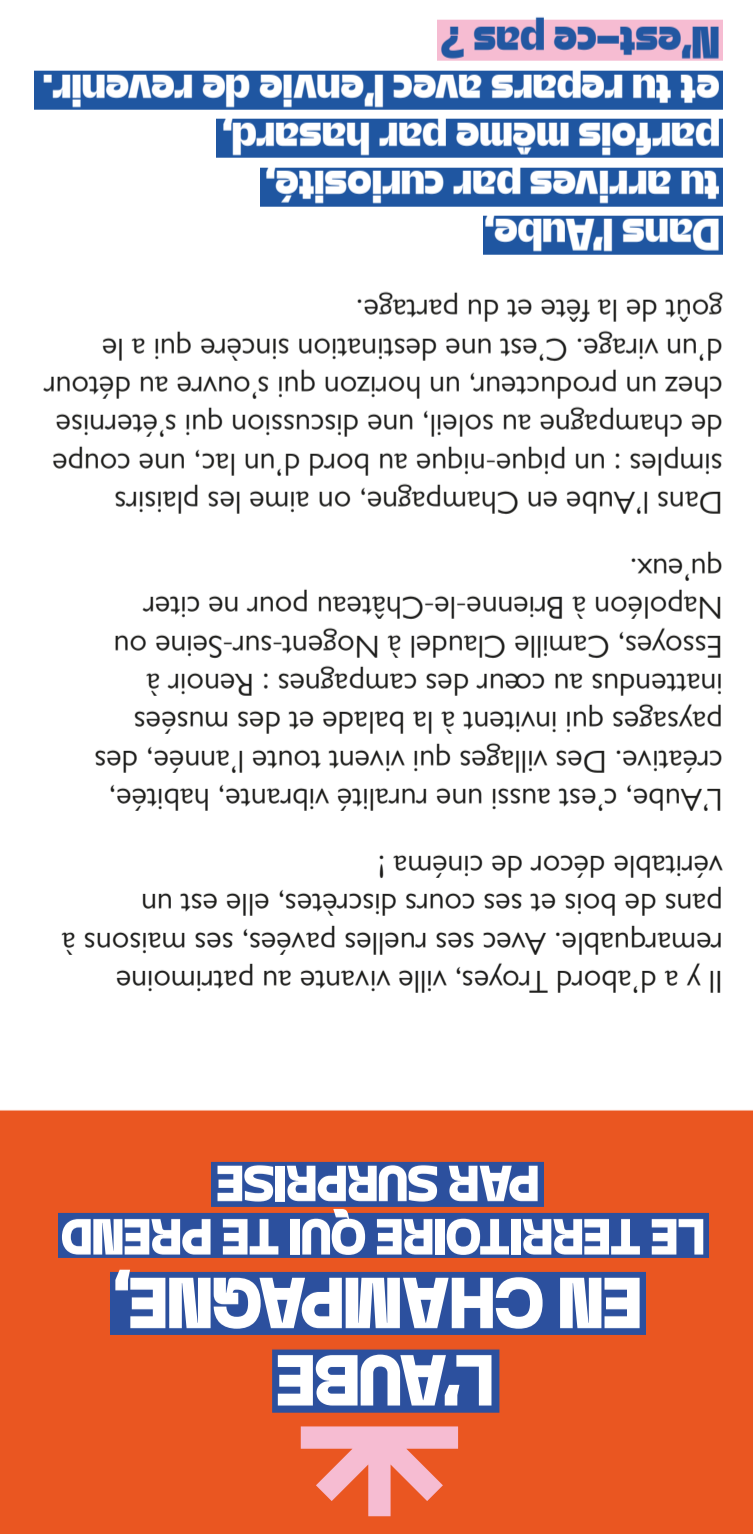 L'AUBE
EN CHAMPAGNE,
LE TERRITOIRE QUI TE PREND
PAR SURPRISE
Il y a d'abord Troyes, ville vivante au patrimoine
remarquable. Avec ses ruelles pavées, ses maisons à
pans de bois et ses cours discrètes, elle est un
véritable décor de cinéma !
L'Aube, c'est aussi une ruralité vibrante, habitée,
créative. Des villages qui vivent toute l'année, des
paysages qui invitent à la balade et des musées
inattendus au cœur des campagnes : Renoir à
Essoyes, Camille Claudel à Nogent-sur-Seine ou
Napoléon à Brienne-le-Château pour ne citer
qu'eux.
Dans l'Aube en Champagne, on aime les plaisirs
simples : un pique-nique au bord d'un lac, une coupe
de champagne au soleil, une discussion qui s'éternise
chez un producteur, un horizon qui s'ouvre au détour
d'un virage. C'est une destination sincère qui a le
goût de la fête et du partage.
Dans l'Aube,
tu arrives par curiosité,
parfois même par hasard,
et tu repars avec l'envie de revenir.
N'est-ce pas ?